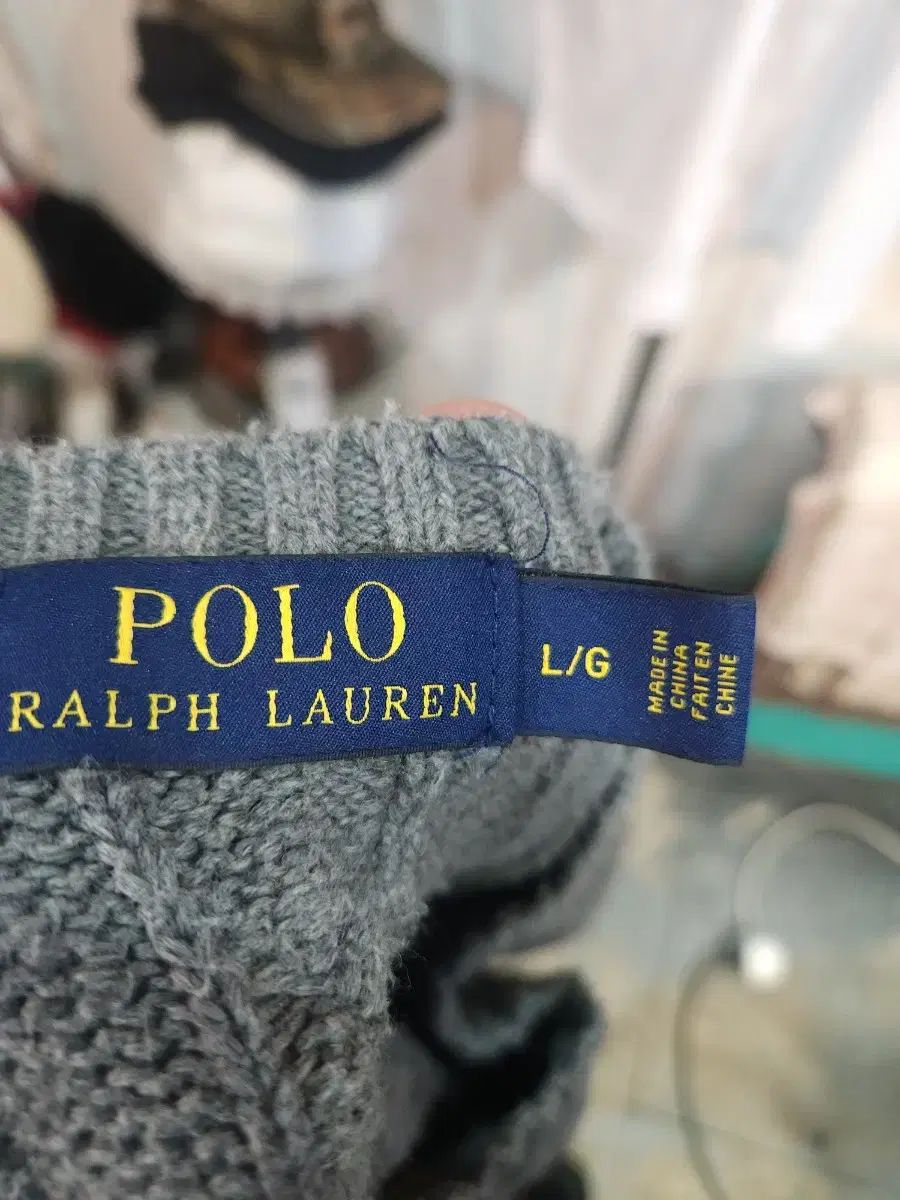 POLO
RALPH LAUREN
L/G
MADE IN
CHINA
FAIT EN
CHINE